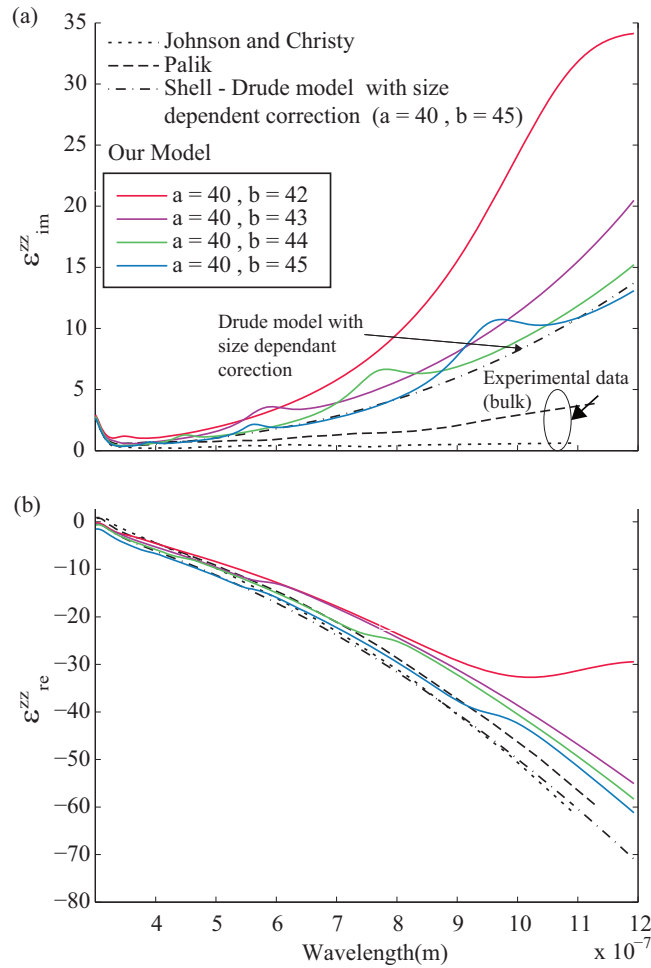 (a)
35
30
25
20
15
10
5
0
ε^zz_im
Johnson and Christy
Palik
Shell - Drude model with size
dependent correction (a = 40 , b = 45)
Our Model
a = 40 , b = 42
a = 40 , b = 43
a = 40 , b = 44
a = 40 , b = 45
Drude model with
size dependant
corection
Experimental data
(bulk)
(b)
0
−10
−20
−30
−40
−50
−60
−70
−80
ε^zz_re
4 5 6 7 8 9 10 11 12
Wavelength(m)
x 10^-7